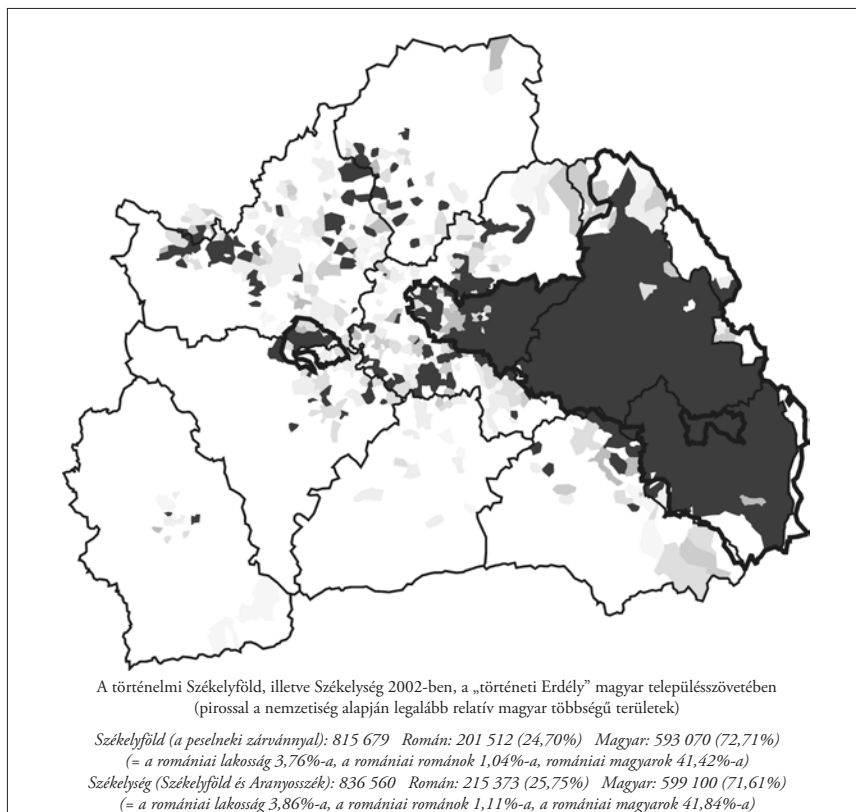 A történelmi Székelyföld, illetve Székelység 2002-ben, a „történeti Erdély” magyar településszövetében
(pirossal a nemzetiség alapján legalább relatív magyar többségű területek)
Székelyföld (a peselneki zárvánnyal): 815 679 Román: 201 512 (24,70%) Magyar: 593 070 (72,71%)
(= a romániai lakosság 3,76%-a, a romániai románok 1,04%-a, romániai magyarok 41,42%-a)
Székelység (Székelyföld és Aranyosszék): 836 560 Román: 215 373 (25,75%) Magyar: 599 100 (71,61%)
(= a romániai lakosság 3,86%-a, a romániai románok 1,11%-a, a romániai magyarok 41,84%-a)